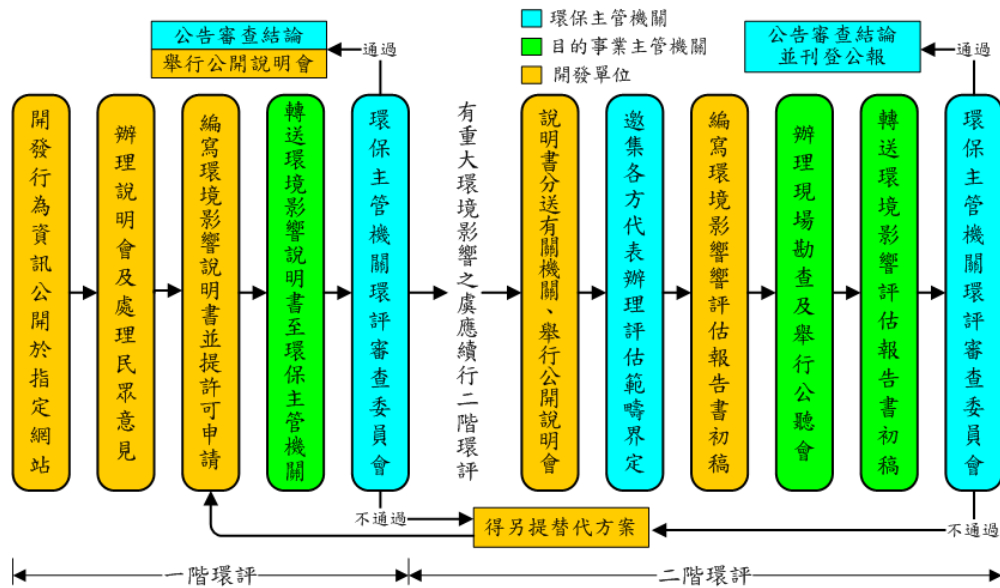 公告審查結論
舉行公開說明會
通過
環保主管機關
目的事業主管機關
開發單位
公告審查結論
並刊登公報
通過
開發行為資訊公開於指定網站
辦理說明會及處理民眾意見
編寫環境影響說明書並提許可申請
轉送環境影響說明書至環保主管機關
環保主管機關環評審查委員會
有重大環境影響之虞應續行二階環評
說明書分送有關機關、舉行公開說明會
邀集各方代表辦理評估範疇界定
編寫環境影響響評估報告書初稿
辦理現場勘查及舉行公聽會
轉送環境影響評估報告書初稿
環保主管機關環評審查委員會
不通過
得另提替代方案
不通過
一階環評
二階環評